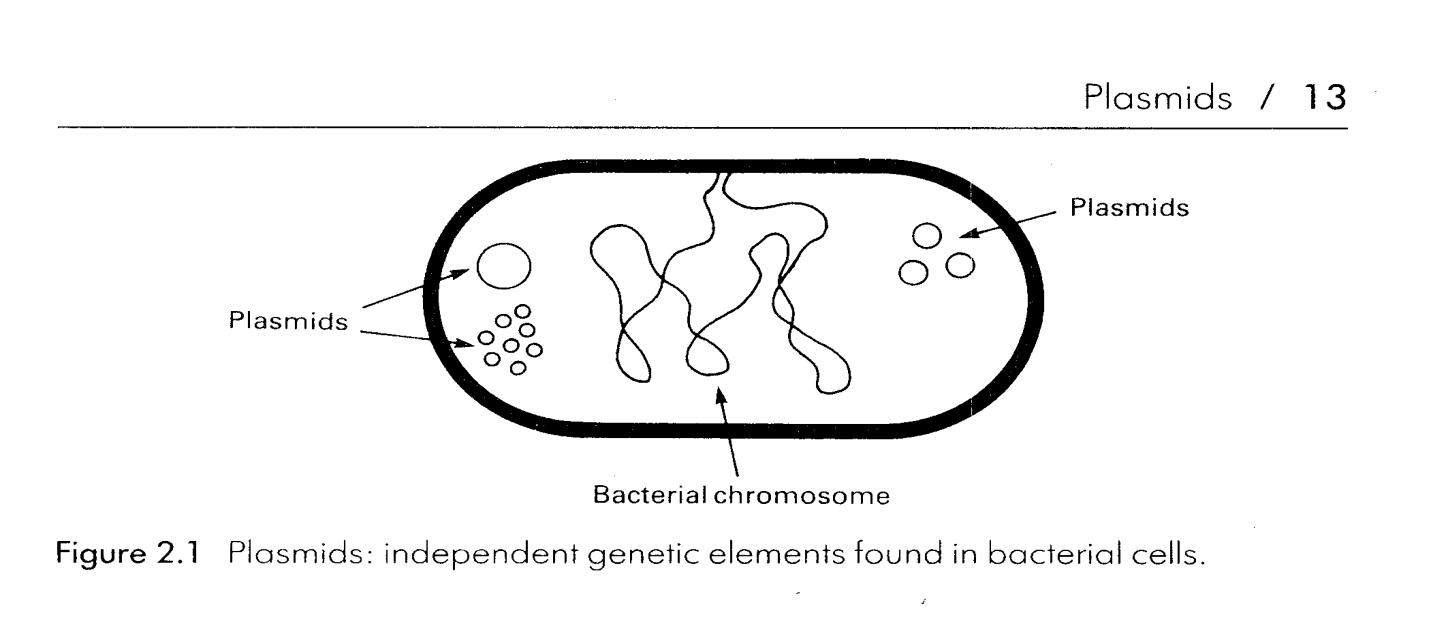 Plasmids / 13
Plasmids
Plasmids
Bacterial chromosome
Figure 2.1 Plasmids: independent genetic elements found in bacterial cells.